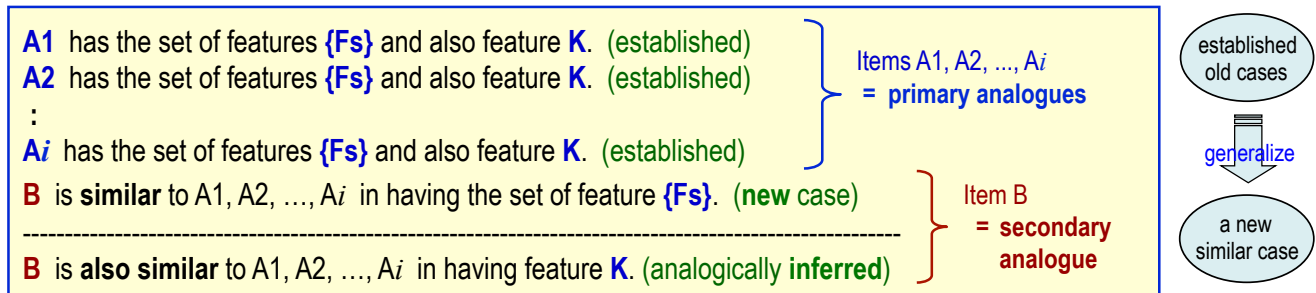 A1 has the set of features {Fs} and also feature K. (established)
A2 has the set of features {Fs} and also feature K. (established)
:
Ai has the set of features {Fs} and also feature K. (established)
Items A1, A2, ..., Ai
= primary analogues
B is similar to A1, A2, …, Ai in having the set of feature {Fs}. (new case)
B is also similar to A1, A2, …, Ai in having feature K. (analogically inferred)
Item B
= secondary
analogue
established
old cases
generalize
a new
similar case